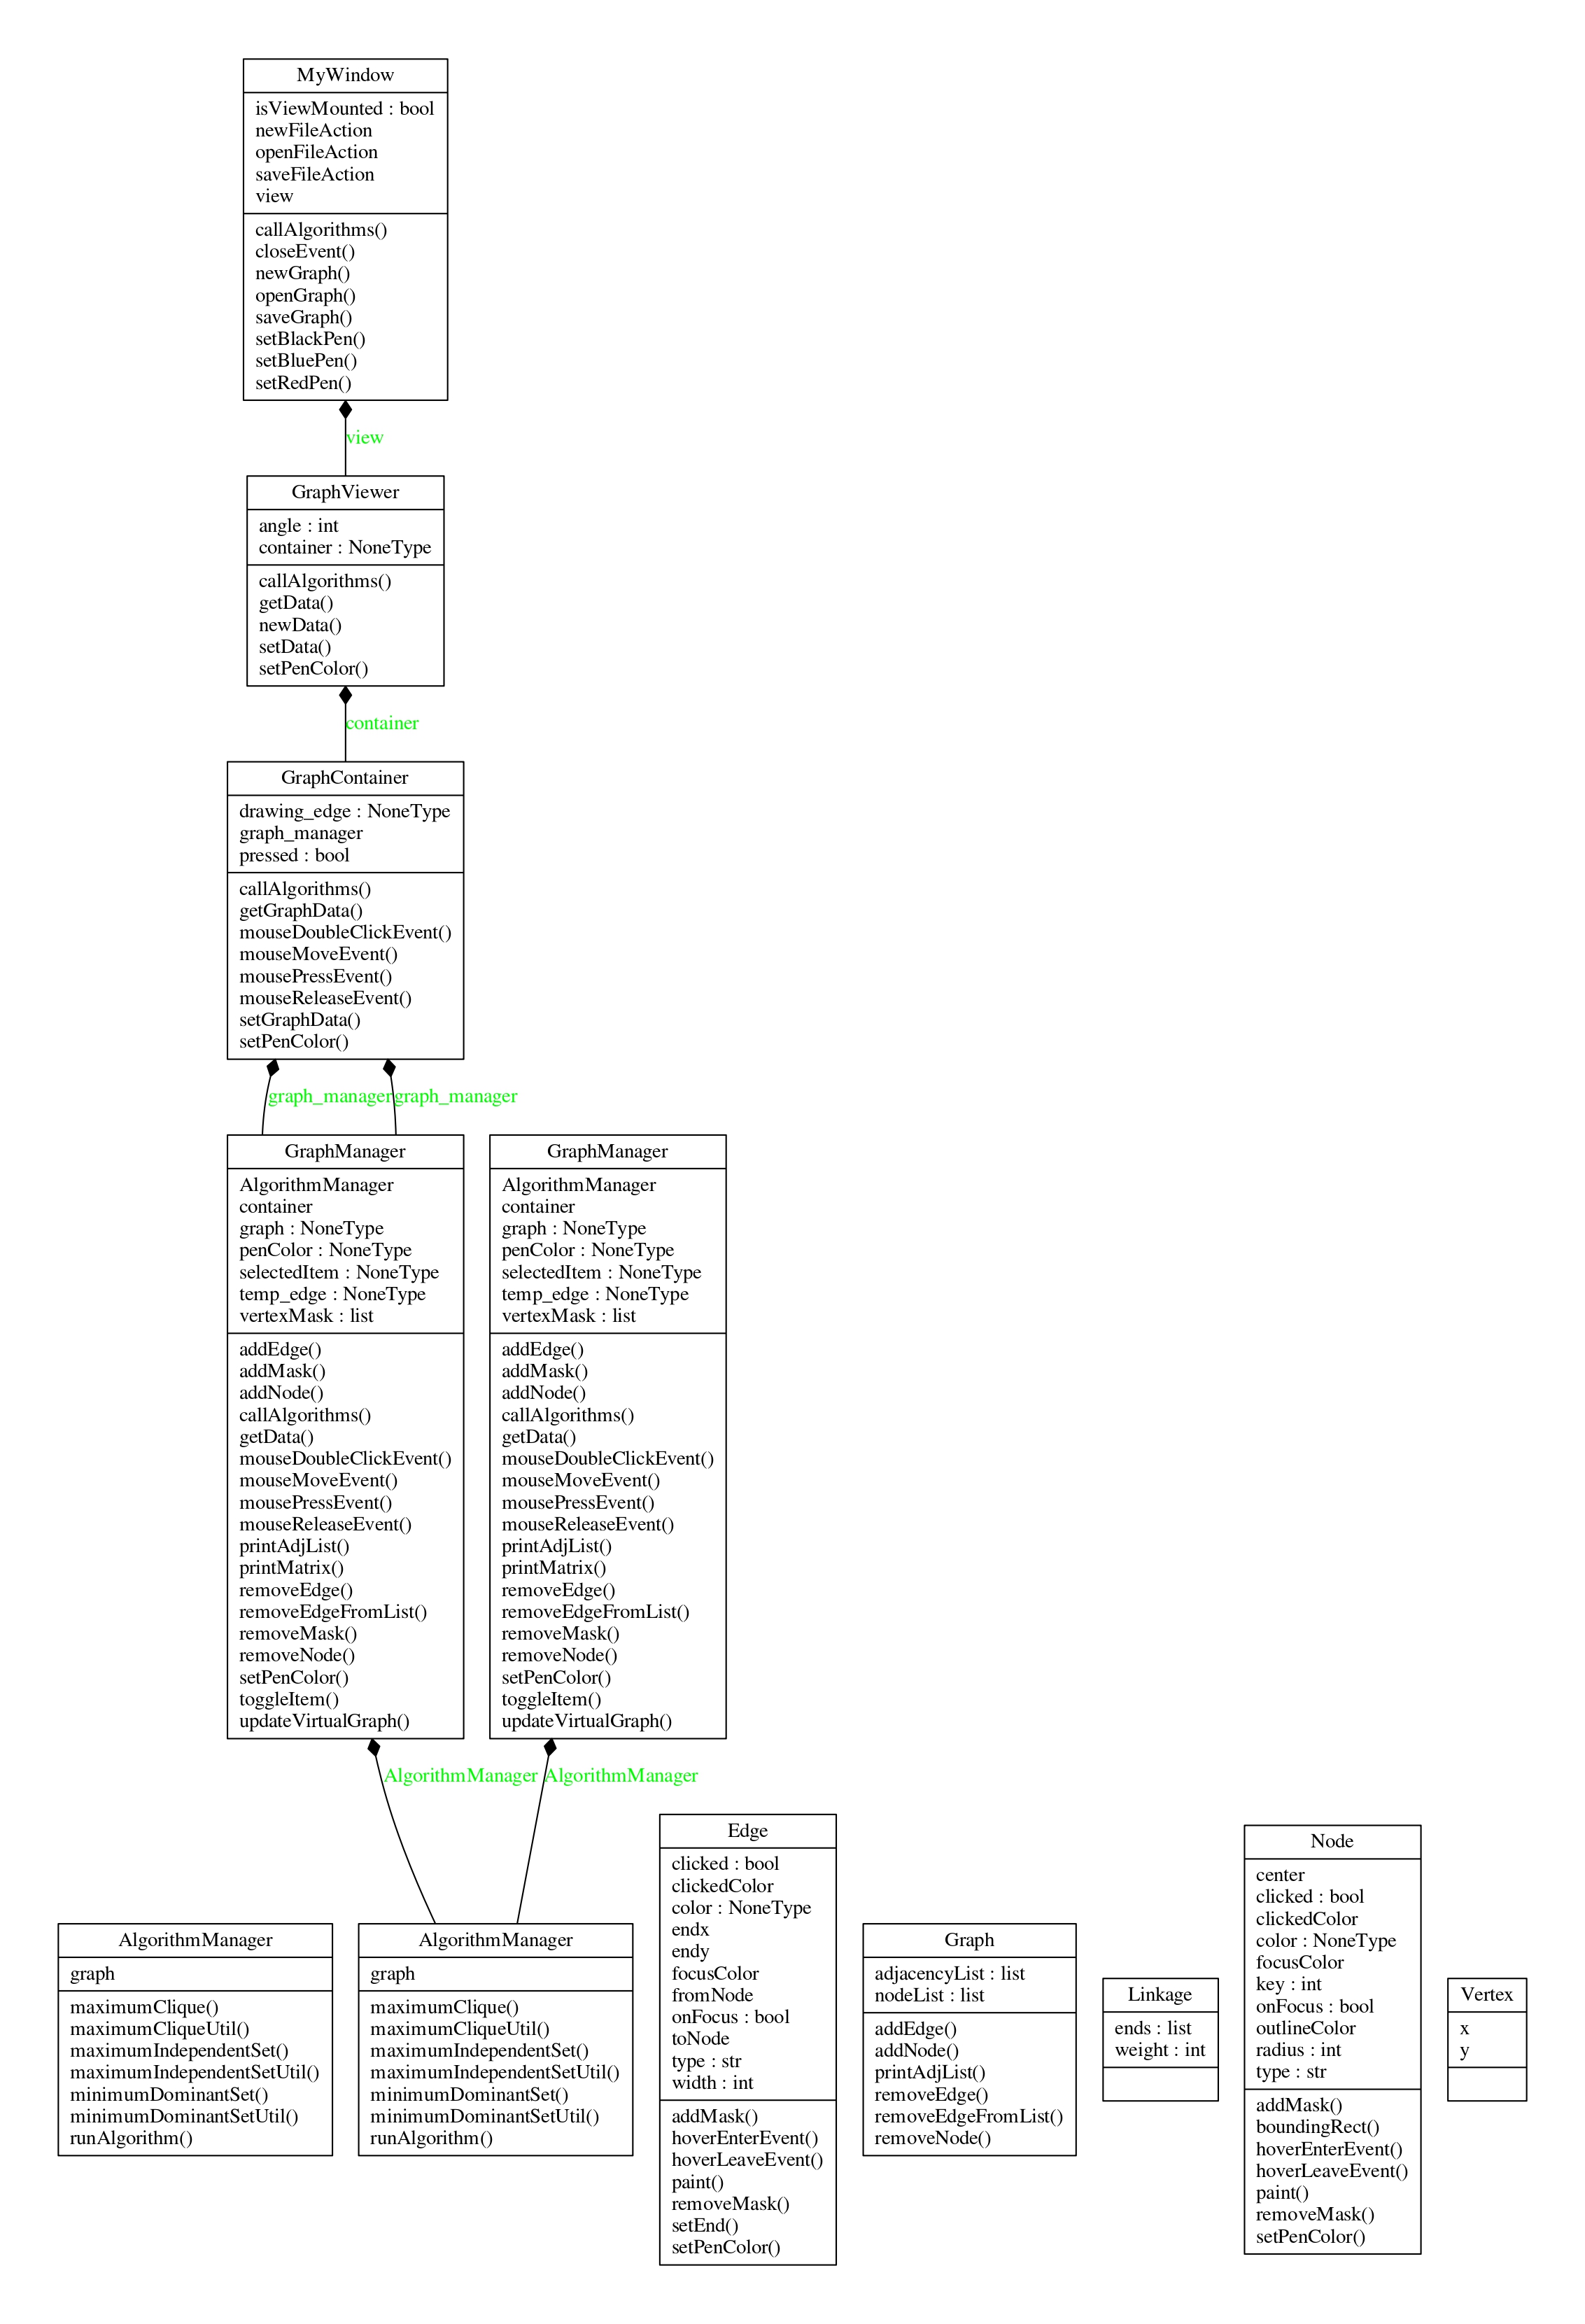 MyWindow
isViewMounted : bool
newFileAction
openFileAction
saveFileAction
view
callAlgorithms()
closeEvent()
newGraph()
openGraph()
saveGraph()
setBlackPen()
setBluePen()
setRedPen()
view
GraphViewer
angle : int
container : NoneType
callAlgorithms()
getData()
newData()
setData()
setPenColor()
container
GraphContainer
drawing_edge : NoneType
graph_manager
pressed : bool
callAlgorithms()
getGraphData()
mouseDoubleClickEvent()
mouseMoveEvent()
mousePressEvent()
mouseReleaseEvent()
setGraphData()
setPenColor()
graph_manager
graph_manager
GraphManager
AlgorithmManager
container
graph : NoneType
penColor : NoneType
selectedItem : NoneType
temp_edge : NoneType
vertexMask : list
addEdge()
addMask()
addNode()
callAlgorithms()
getData()
mouseDoubleClickEvent()
mouseMoveEvent()
mousePressEvent()
mouseReleaseEvent()
printAdjList()
printMatrix()
removeEdge()
removeEdgeFromList()
removeMask()
removeNode()
setPenColor()
toggleItem()
updateVirtualGraph()
GraphManager
AlgorithmManager
container
graph : NoneType
penColor : NoneType
selectedItem : NoneType
temp_edge : NoneType
vertexMask : list
addEdge()
addMask()
addNode()
callAlgorithms()
getData()
mouseDoubleClickEvent()
mouseMoveEvent()
mousePressEvent()
mouseReleaseEvent()
printAdjList()
printMatrix()
removeEdge()
removeEdgeFromList()
removeMask()
removeNode()
setPenColor()
toggleItem()
updateVirtualGraph()
AlgorithmManager
AlgorithmManager
AlgorithmManager
graph
maximumClique()
maximumCliqueUtil()
maximumIndependentSet()
maximumIndependentSetUtil()
minimumDominantSet()
minimumDominantSetUtil()
runAlgorithm()
AlgorithmManager
graph
maximumClique()
maximumCliqueUtil()
maximumIndependentSet()
maximumIndependentSetUtil()
minimumDominantSet()
minimumDominantSetUtil()
runAlgorithm()
Edge
clicked : bool
clickedColor
color : NoneType
endx
endy
focusColor
fromNode
onFocus : bool
toNode
type : str
width : int
addMask()
hoverEnterEvent()
hoverLeaveEvent()
paint()
removeMask()
setEnd()
setPenColor()
Graph
adjacencyList : list
nodeList : list
addEdge()
addNode()
printAdjList()
removeEdge()
removeEdgeFromList()
removeNode()
Linkage
ends : list
weight : int
Node
center
clicked : bool
clickedColor
color : NoneType
focusColor
key : int
onFocus : bool
outlineColor
radius : int
type : str
addMask()
boundingRect()
hoverEnterEvent()
hoverLeaveEvent()
paint()
removeMask()
setPenColor()
Vertex
x
y